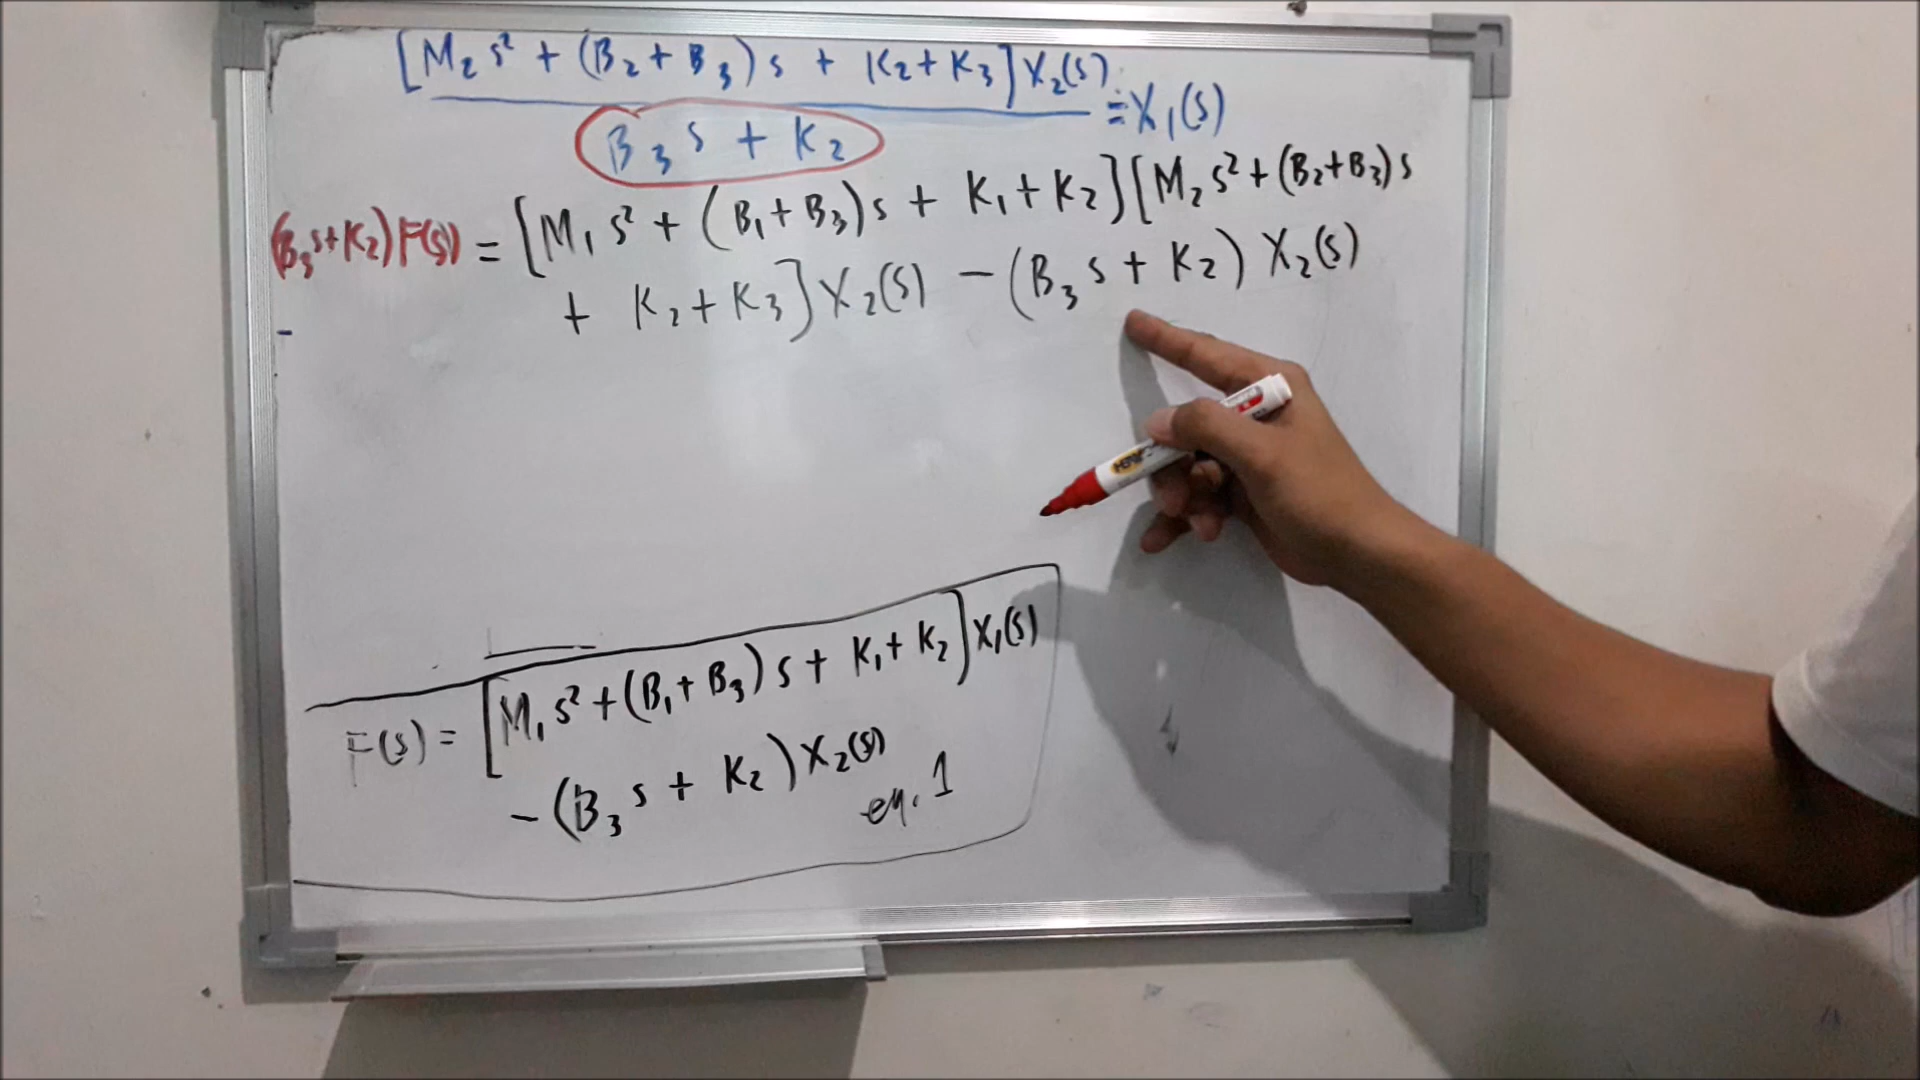 [M₂s² + (B₂ + B₃)s + K₂ + K₃] X₂(s)
B₃s + K₂
= X₁(s)
(B₃s+K₂)F(s) = [M₁s² + (B₁ + B₃)s + K₁ + K₂][M₂s² + (B₂+B₃)s
+ K₂ + K₃] X₂(s) - (B₃s + K₂) X₂(s)
F(s) = [M₁s² + (B₁ + B₃)s + K₁ + K₂] X₁(s)
- (B₃s + K₂) X₂(s)
eq. 1